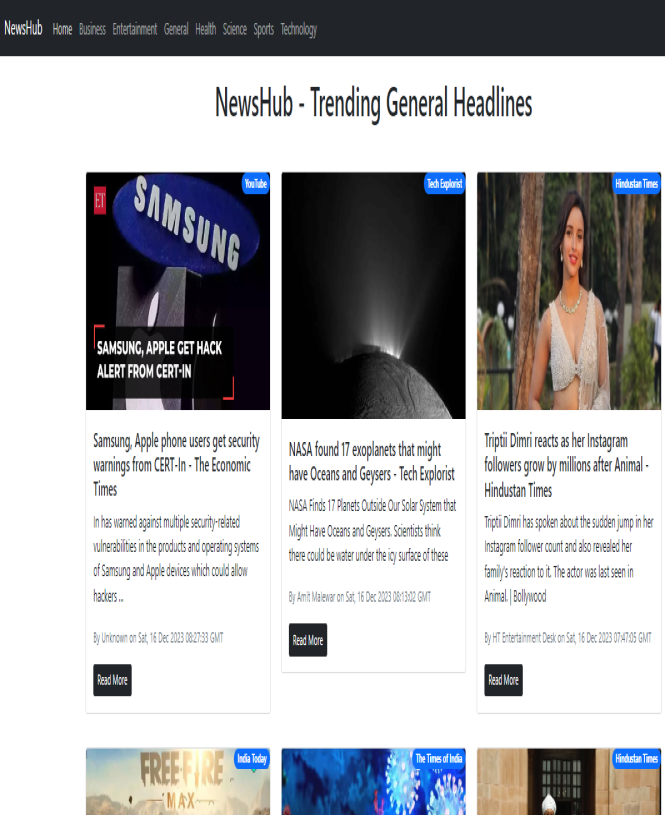 NewsHub Home Business Entertainment General Health Science Sports Technology
NewsHub - Trending General Headlines
YouTube
ET
SAMSUNG
SAMSUNG, APPLE GET HACK
ALERT FROM CERT-IN
Samsung, Apple phone users get security
warnings from CERT-In - The Economic
Times
In has warned against multiple security-related
vulnerabilities in the products and operating systems
of Samsung and Apple devices which could allow
hackers ...
By Unknown on Sat, 16 Dec 2023 08:27:33 GMT
Read More
Tech Explorist
NASA found 17 exoplanets that might
have Oceans and Geysers - Tech Explorist
NASA Finds 17 Planets Outside Our Solar System that
Might Have Oceans and Geysers. Scientists think
there could be water under the icy surface of these
By Amit Malewar on Sat, 16 Dec 2023 08:13:02 GMT
Read More
Hindustan Times
Triptii Dimri reacts as her Instagram
followers grow by millions after Animal -
Hindustan Times
Triptii Dimri has spoken about the sudden jump in her
Instagram follower count and also revealed her
family's reaction to it. The actor was last seen in
Animal. | Bollywood
By HT Entertainment Desk on Sat, 16 Dec 2023 07:47:05 GMT
Read More
India Today
FREE FIRE
MAX
The Times of India
Hindustan Times